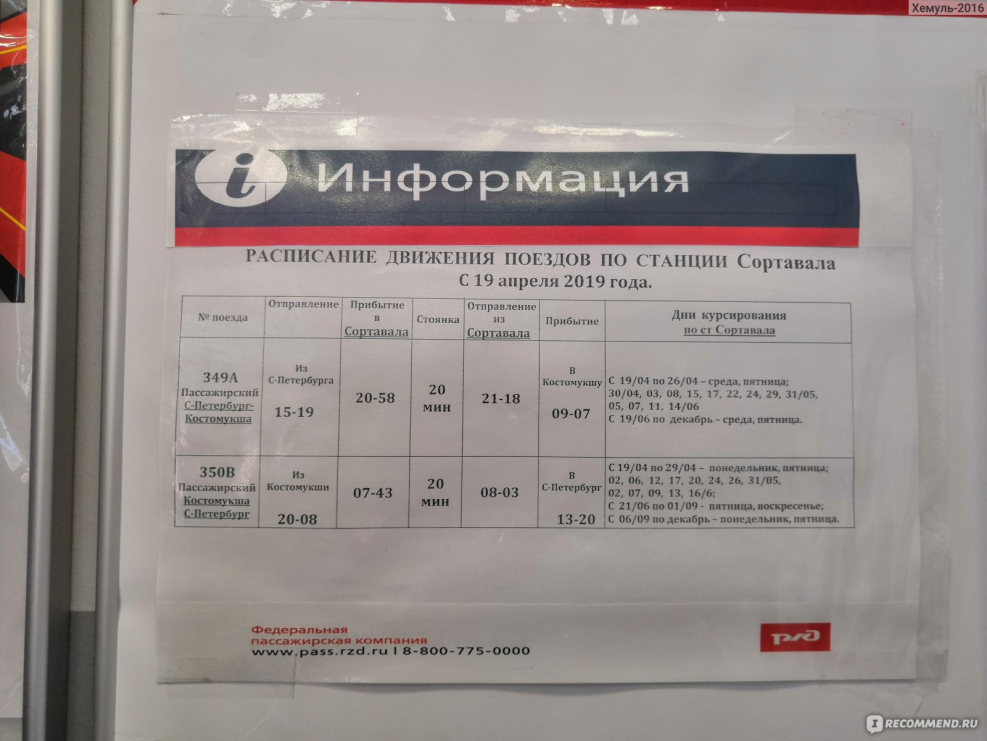 Хемуль-2016
i Информация
РАСПИСАНИЕ ДВИЖЕНИЯ ПОЕЗДОВ ПО СТАНЦИИ Сортавала
С 19 апреля 2019 года.
№ поезда
Отправление
Прибытие
в
Сортавала
Стоянка
Отправление
из
Сортавала
Прибытие
Дни курсирования
по ст Сортавала
349А
Пассажирский
С-Петербург-
Костомукша
Из
С-Петербурга
15-19
20-58
20
мин
21-18
В
Костомукшу
09-07
С 19/04 по 26/04 – среда, пятница;
30/04, 03, 08, 15, 17, 22, 24, 29, 31/05,
05, 07, 11, 14/06
С 19/06 по декабрь – среда, пятница.
350В
Пассажирский
Костомукша
С-Петербург
Из
Костомукши
20-08
07-43
20
мин
08-03
В
С-Петербург
13-20
С 19/04 по 29/04 – понедельник, пятница;
02, 06, 12, 17, 20, 24, 26, 31/05,
02, 07, 09, 13, 16/6;
С 21/06 по 01/09 - пятница, воскресенье;
С 06/09 по декабрь – понедельник, пятница.
Федеральная
пассажирская компания
www.pass.rzd.ru | 8-800-775-0000
ржд
I RECOMMEND.RU